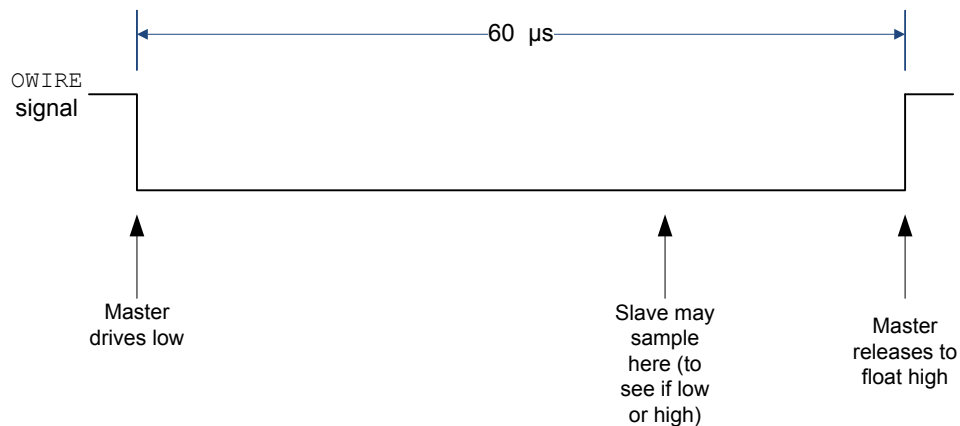 60 µs
OWIRE
signal
Master
drives low
Slave may
sample
here (to
see if low
or high)
Master
releases to
float high